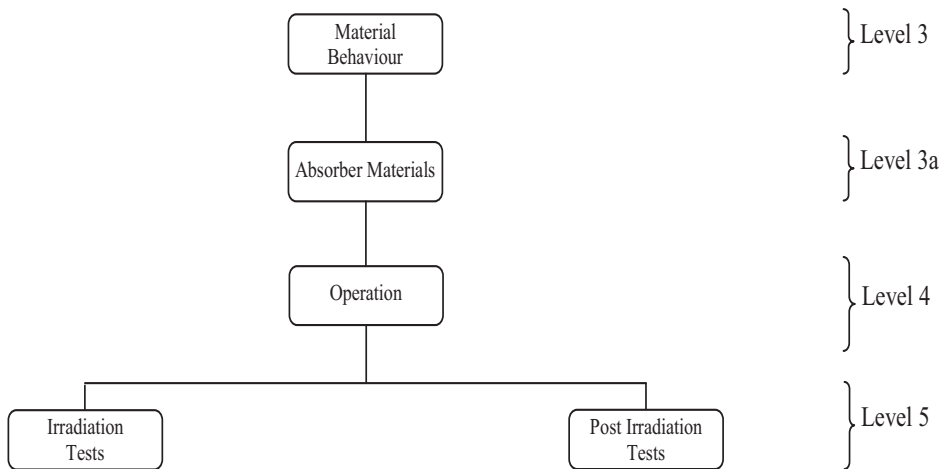 Material
Behaviour
Level 3
Absorber Materials
Level 3a
Operation
Level 4
Irradiation
Tests
Post Irradiation
Tests
Level 5